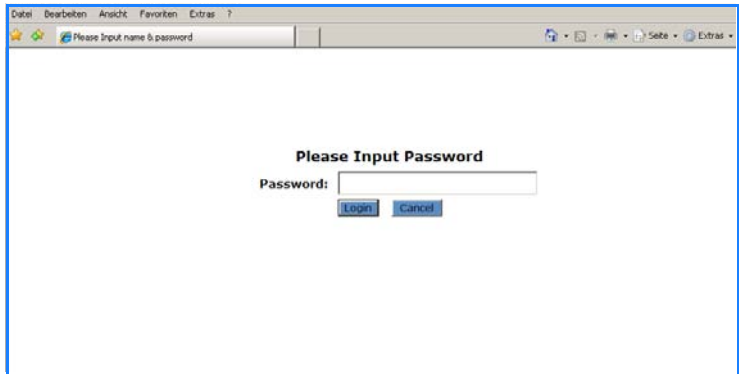 Datei Bearbeiten Ansicht Favoriten Extras ?
Please Input name & password
Seite Extras
Please Input Password
Password:
Login Cancel